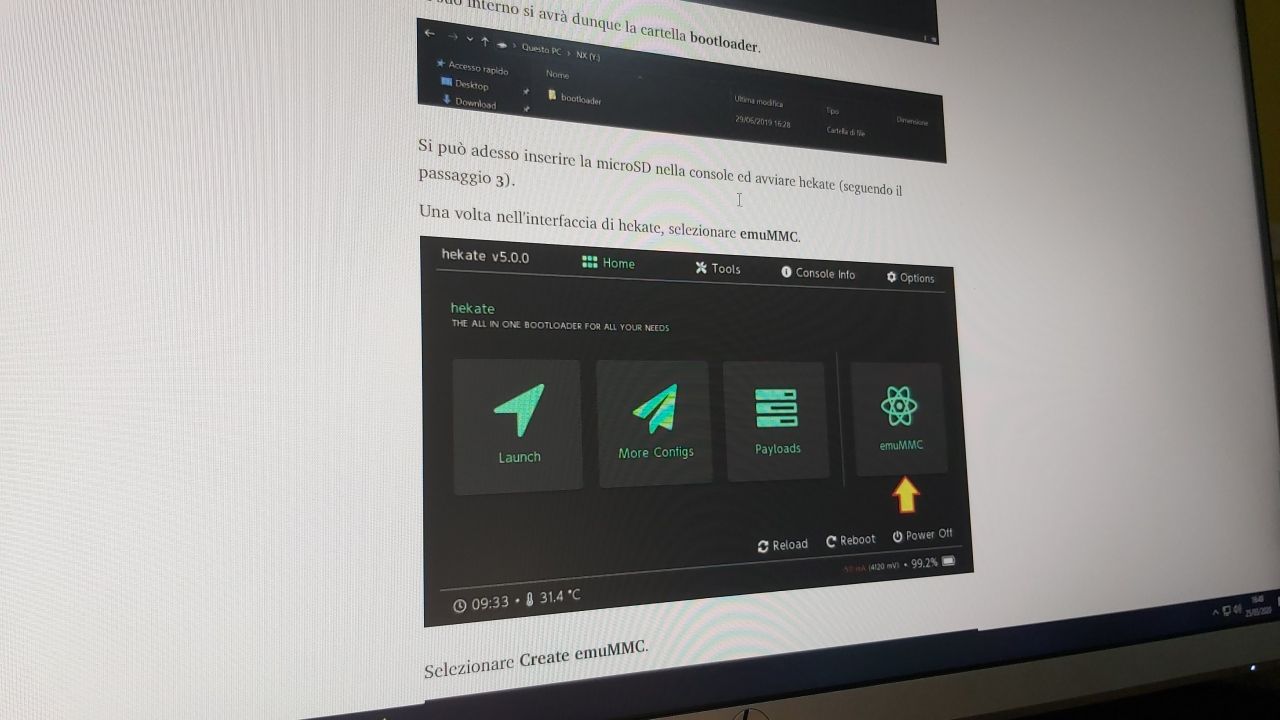 interno si avrà dunque la cartella bootloader.
Questo PC > NX (Y:)
Accesso rapido
Desktop
Download
Nome
bootloader
Ultima modifica
29/06/2019 16:28
Tipo
Cartella di file
Dimensione
Si può adesso inserire la microSD nella console ed avviare hekate (seguendo il
passaggio 3).
Una volta nell'interfaccia di hekate, selezionare emuMMC.
hekate v5.0.0
Home
Tools
Console Info
Options
hekate
THE ALL IN ONE BOOTLOADER FOR ALL YOUR NEEDS
Launch
More Configs
Payloads
emuMMC
Reload
Reboot
Power Off
(4120 mV) • 99.2%
09:33 • 31.4 °C
Selezionare Create emuMMC.